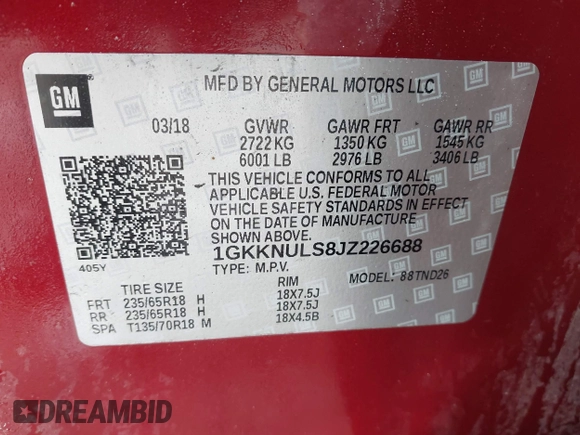 GM
MFD BY GENERAL MOTORS LLC
03/18 GVWR GAWR FRT GAWR RR
2722 KG 1350 KG 1545 KG
6001 LB 2976 LB 3406 LB
THIS VEHICLE CONFORMS TO ALL
APPLICABLE U.S. FEDERAL MOTOR
VEHICLE SAFETY STANDARDS IN EFFECT
ON THE DATE OF MANUFACTURE
SHOWN ABOVE.
405Y
1GKKNULS8JZ226688
TYPE: M.P.V. MODEL: 88TND26
TIRE SIZE RIM
FRT 235/65R18 H 18X7.5J
RR 235/65R18 H 18X7.5J
SPA T135/70R18 M 18X4.5B
DREAMBID